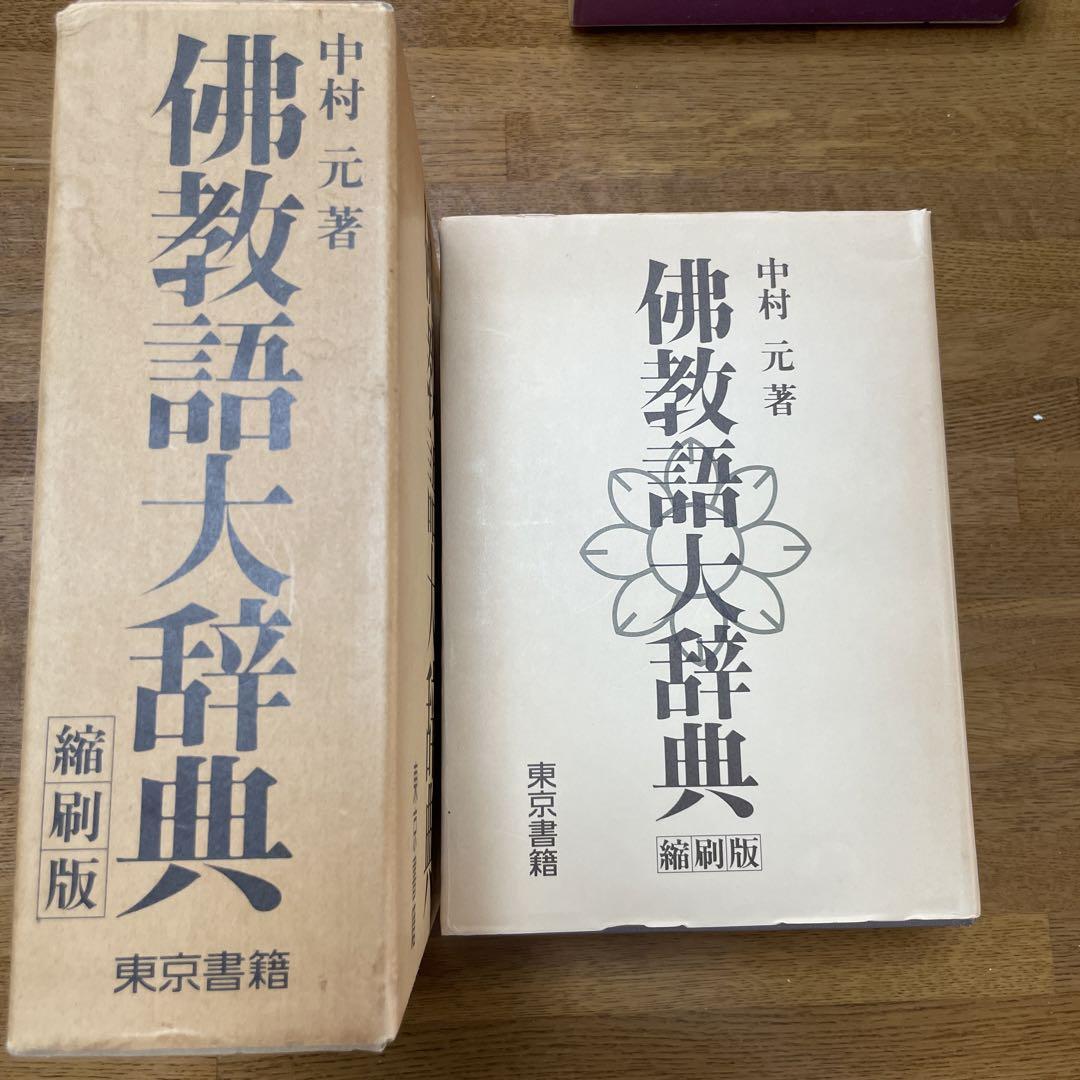 中村 元 著
佛教語大辞典
縮刷版
東京書籍
中村 元 著
佛教語大辞典
東京書籍
縮刷版